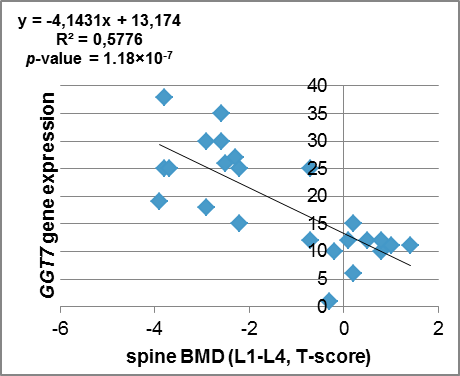 y = -4,1431x + 13,174
R² = 0,5776
p-value = 1.18×10⁻⁷
GGT7 gene expression
40
35
30
25
20
15
10
5
0
-6 -4 -2 0 2
spine BMD (L1-L4, T-score)